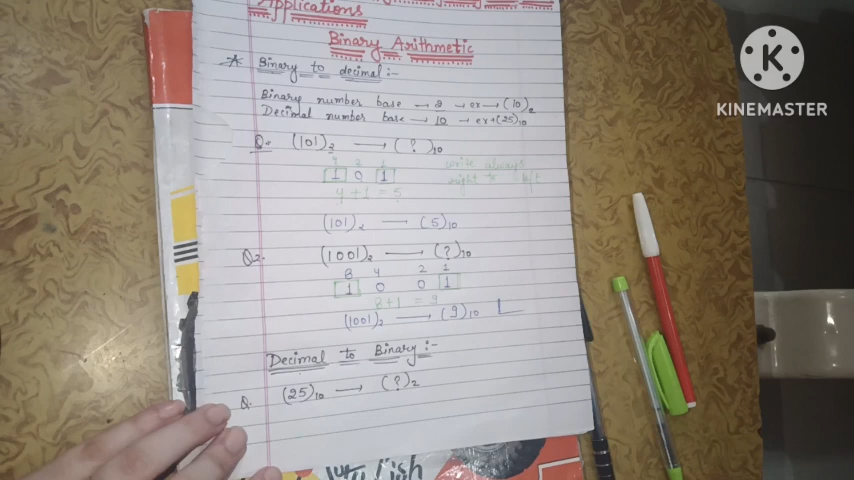 Applications
Binary Arithmetic
* Binary to decimal:-
Binary number base → 2 → ex → (10)2
Decimal number base → 10 → ex → (25)10
Q. (101)2 → (?)10
4 2 1
1 0 1
write always
right to left
4+1 = 5
(101)2 → (5)10
Q2. (1001)2 → (?)10
8 4 2 1
1 0 0 1
8+1 = 9
(1001)2 → (9)10
Decimal to Binary:-
Q. (25)10 → (?)2
K
KINEMASTER